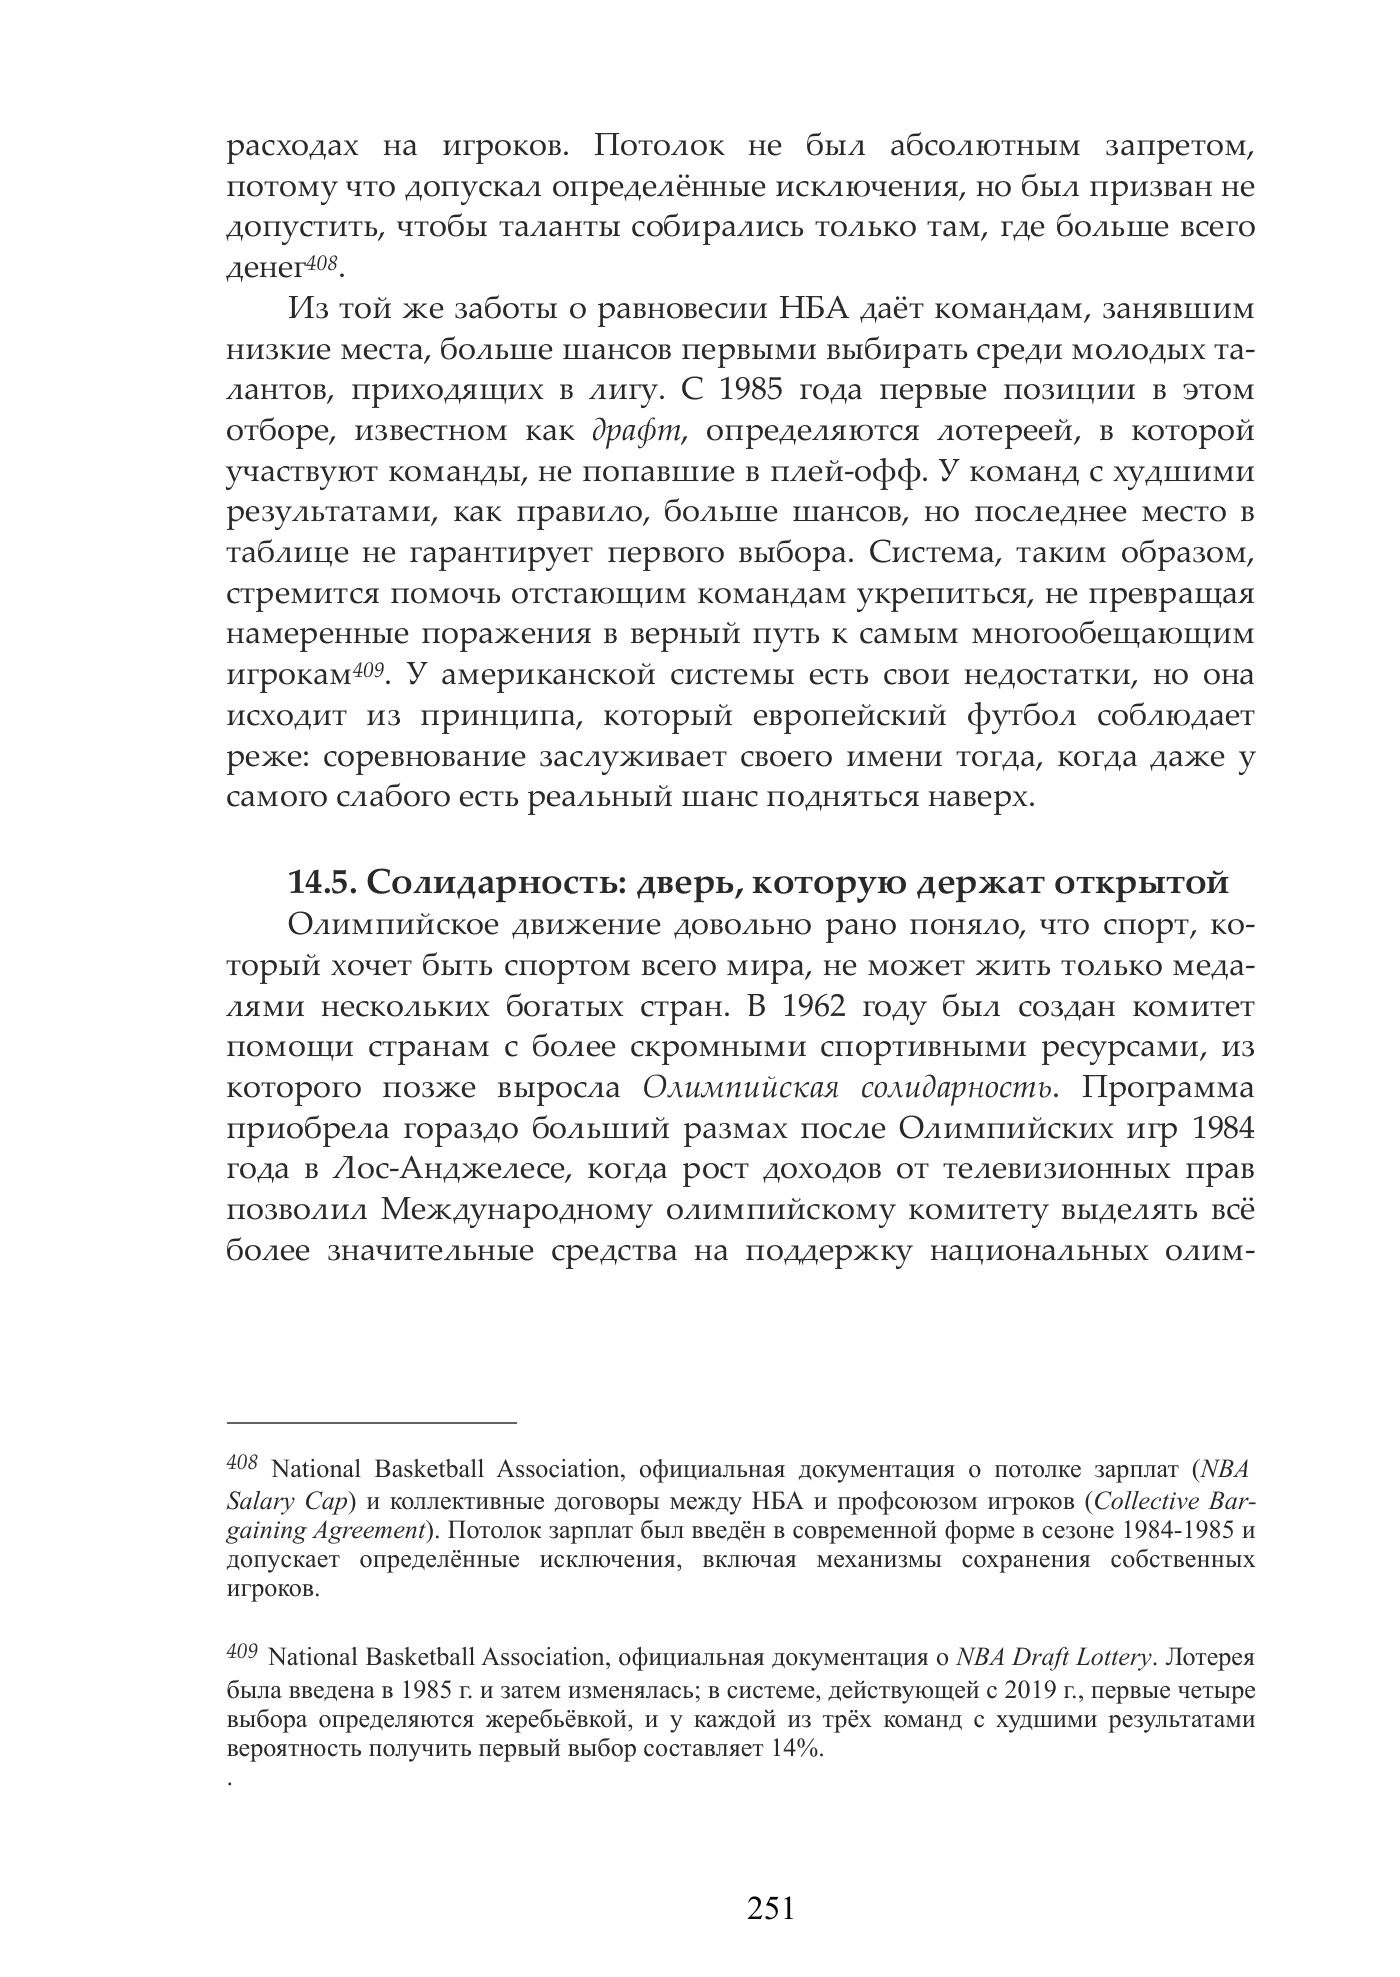 расходах на игроков. Потолок не был абсолютным запретом,
потому что допускал определённые исключения, но был призван не
допустить, чтобы таланты собирались только там, где больше всего
денег408.
Из той же заботы о равновесии НБА даёт командам, занявшим
низкие места, больше шансов первыми выбирать среди молодых та-
лантов, приходящих в лигу. С 1985 года первые позиции в этом
отборе, известном как драфт, определяются лотереей, в которой
участвуют команды, не попавшие в плей-офф. У команд с худшими
результатами, как правило, больше шансов, но последнее место в
таблице не гарантирует первого выбора. Система, таким образом,
стремится помочь отстающим командам укрепиться, не превращая
намеренные поражения в верный путь к самым многообещающим
игрокам409. У американской системы есть свои недостатки, но она
исходит из принципа, который европейский футбол соблюдает
реже: соревнование заслуживает своего имени тогда, когда даже у
самого слабого есть реальный шанс подняться наверх.
14.5. Солидарность: дверь, которую держат открытой
Олимпийское движение довольно рано поняло, что спорт, ко-
торый хочет быть спортом всего мира, не может жить только меда-
лями нескольких богатых стран. В 1962 году был создан комитет
помощи странам с более скромными спортивными ресурсами, из
которого позже выросла Олимпийская солидарность. Программа
приобрела гораздо больший размах после Олимпийских игр 1984
года в Лос-Анджелесе, когда рост доходов от телевизионных прав
позволил Международному олимпийскому комитету выделять всё
более значительные средства на поддержку национальных олим-
408 National Basketball Association, официальная документация о потолке зарплат (NBA
Salary Cap) и коллективные договоры между НБА и профсоюзом игроков (Collective Bar-
gaining Agreement). Потолок зарплат был введён в современной форме в сезоне 1984-1985 и
допускает определённые исключения, включая механизмы сохранения собственных
игроков.
409 National Basketball Association, официальная документация о NBA Draft Lottery. Лотерея
была введена в 1985 г. и затем изменялась; в системе, действующей с 2019 г., первые четыре
выбора определяются жеребьёвкой, и у каждой из трёх команд с худшими результатами
вероятность получить первый выбор составляет 14%.
.
251